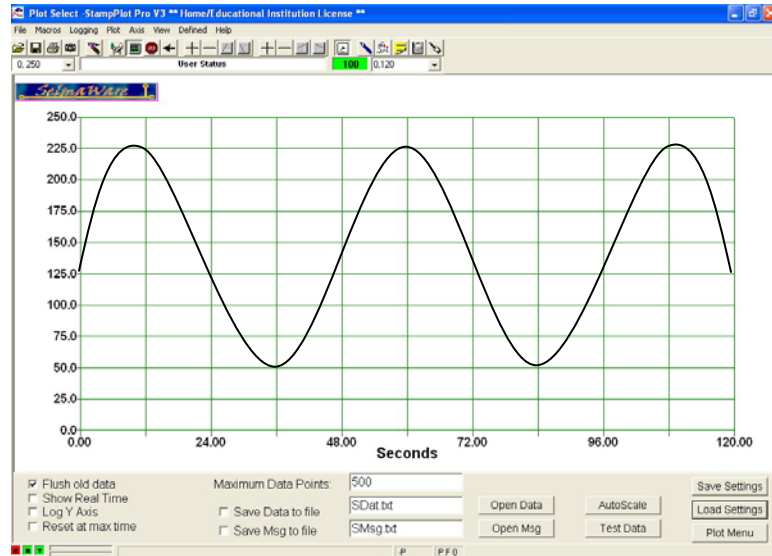 Plot Select -StampPlot Pro V3 ** Home/Educational Institution License **
File Macros Logging Plot Axis View Defined Help
0, 250 User Status 100 0,120
SelmaWare
250.0
225.0
200.0
175.0
150.0
125.0
100.0
75.0
50.0
25.0
0.0
0.00 24.00 48.00 72.00 96.00 120.00
Seconds
Flush old data Maximum Data Points: 500 Save Settings
Show Real Time
Log Y Axis Save Data to file SDat.txt Open Data AutoScale Load Settings
Reset at max time Save Msg to file SMsg.txt Open Msg Test Data Plot Menu
R R T P P F 0